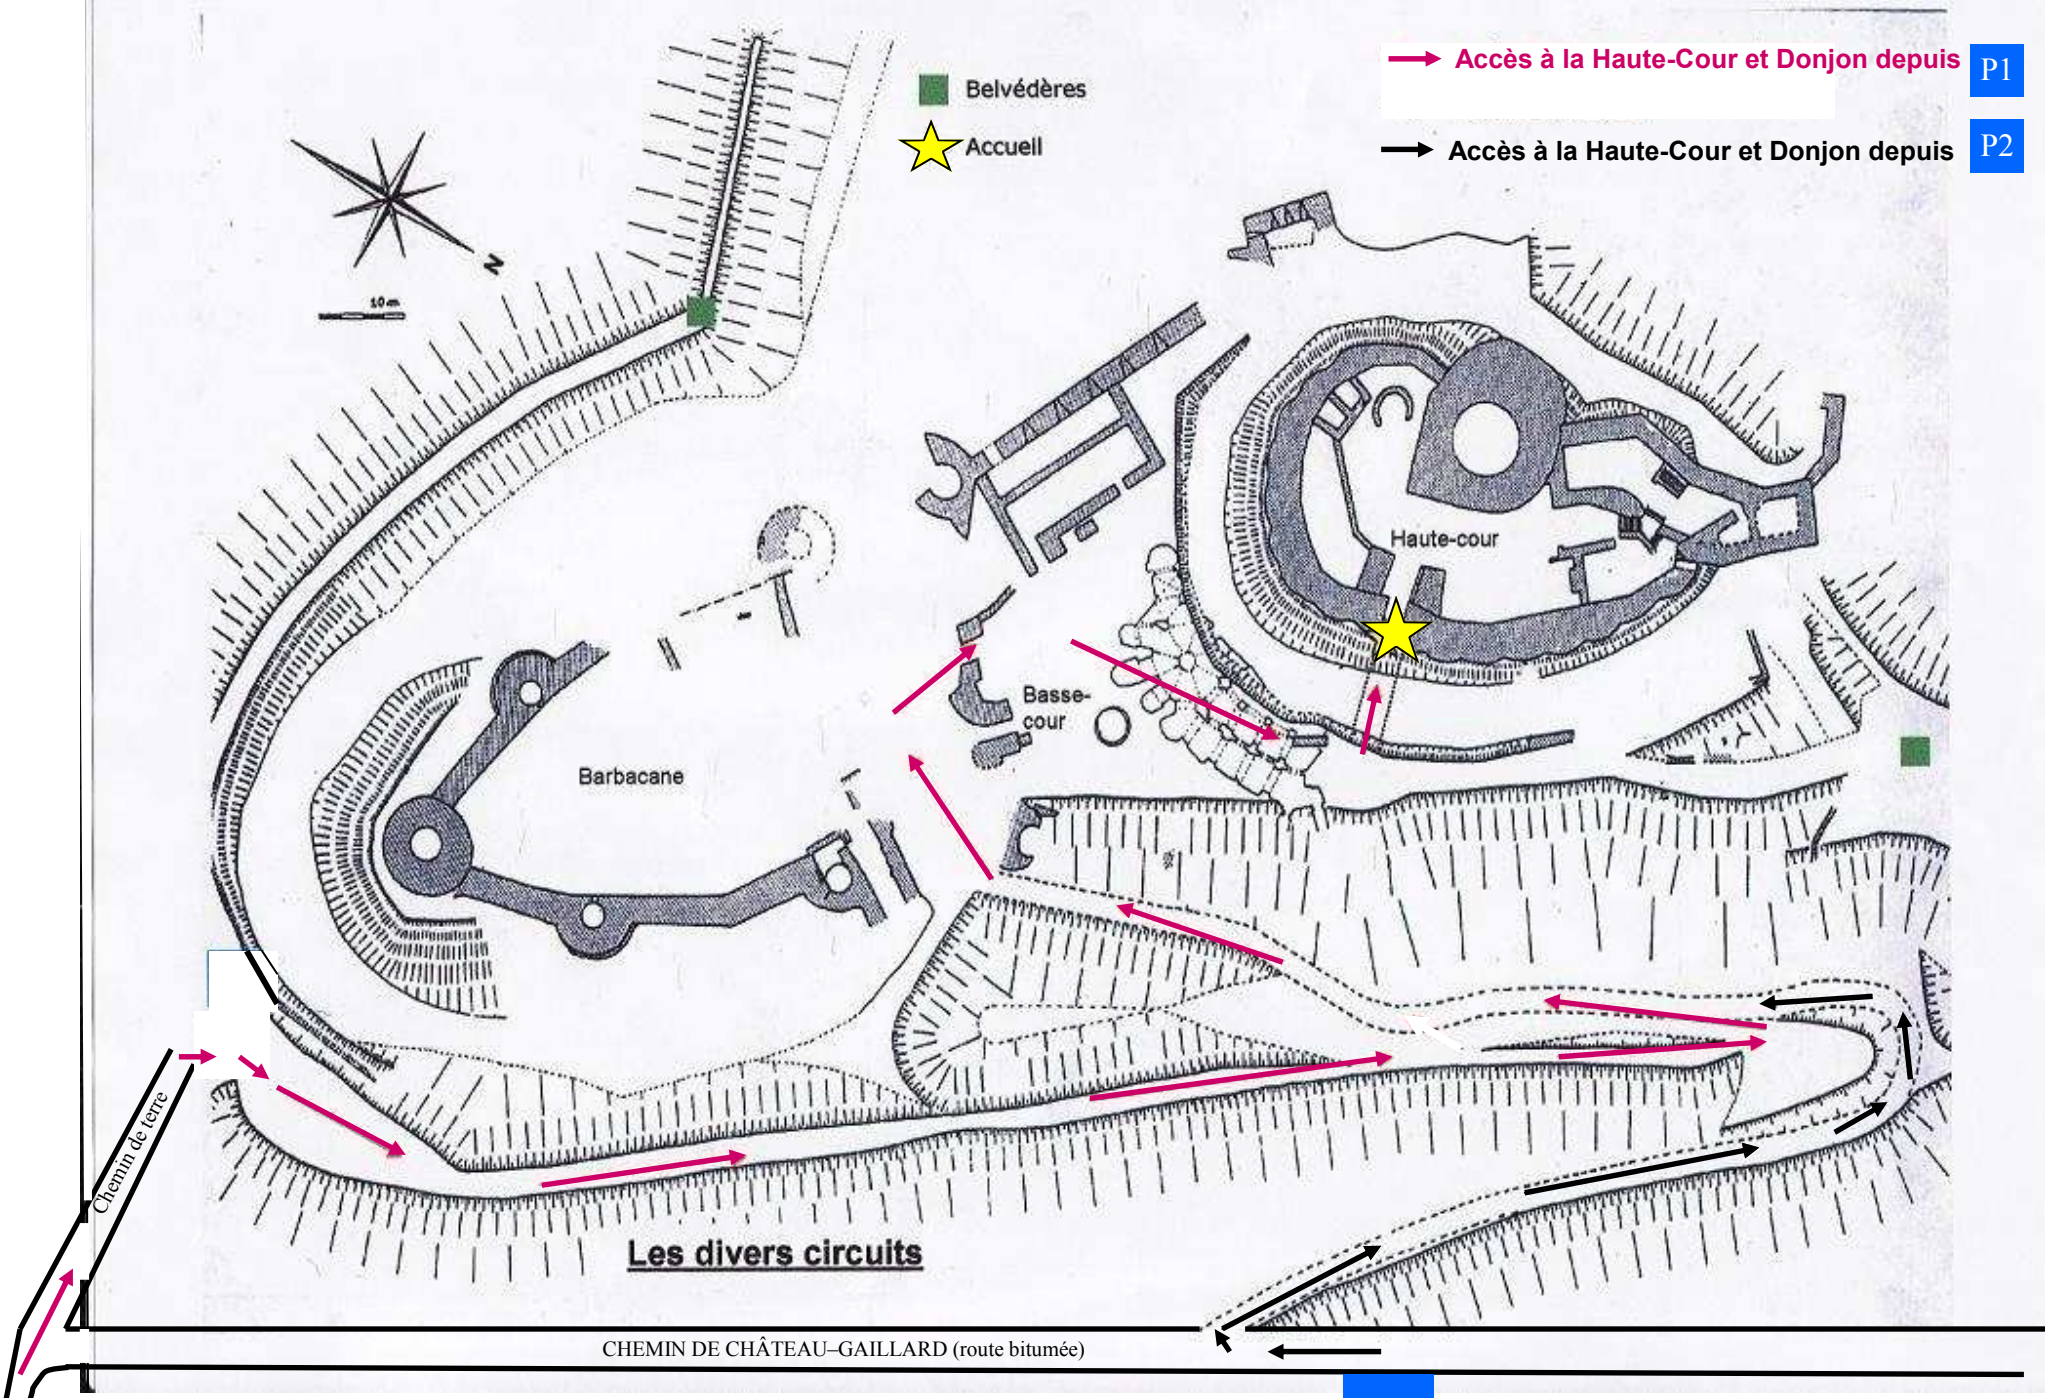 Accès à la Haute-Cour et Donjon depuis P1
Belvédères
Accueil
Accès à la Haute-Cour et Donjon depuis P2
N
10 m
Haute-cour
Basse-
cour
Barbacane
Chemin de terre
Les divers circuits
CHEMIN DE CHÂTEAU–GAILLARD (route bitumée)